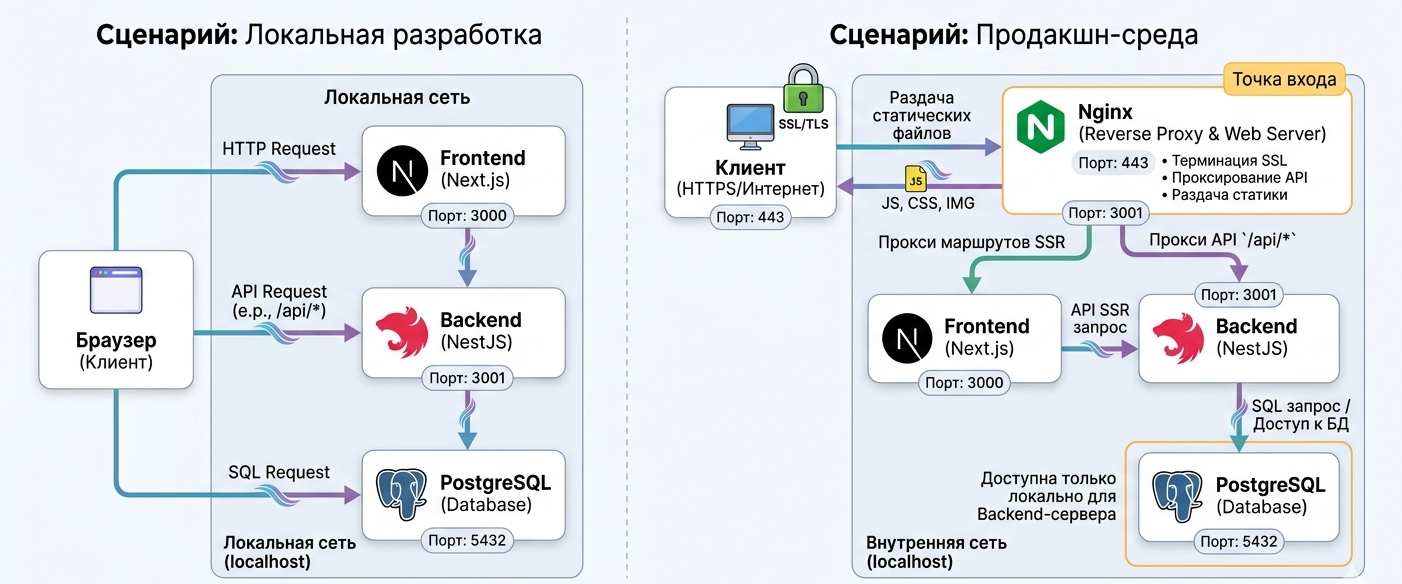 Сценарий: Локальная разработка
Локальная сеть
HTTP Request
Frontend
(Next.js)
Порт: 3000
API Request
(e.p., /api/*)
Браузер
(Клиент)
Backend
(NestJS)
Порт: 3001
SQL Request
PostgreSQL
(Database)
Порт: 5432
Локальная сеть
(localhost)
Сценарий: Продакшн-среда
Точка входа
SSL/TLS
Клиент
(HTTPS/Интернет)
Порт: 443
Раздача
статических
файлов
JS
JS, CSS, IMG
N
Nginx
(Reverse Proxy & Web Server)
Порт: 443
• Терминация SSL
• Проксирование API
• Раздача статики
Порт: 3001
Прокси маршрутов SSR
Прокси API `/api/*`
N
Frontend
(Next.js)
Порт: 3000
API SSR
запрос
Порт: 3001
Backend
(NestJS)
SQL запрос /
Доступ к БД
Доступна только
локально для
Backend-сервера
PostgreSQL
(Database)
Порт: 5432
Внутренняя сеть
(localhost)